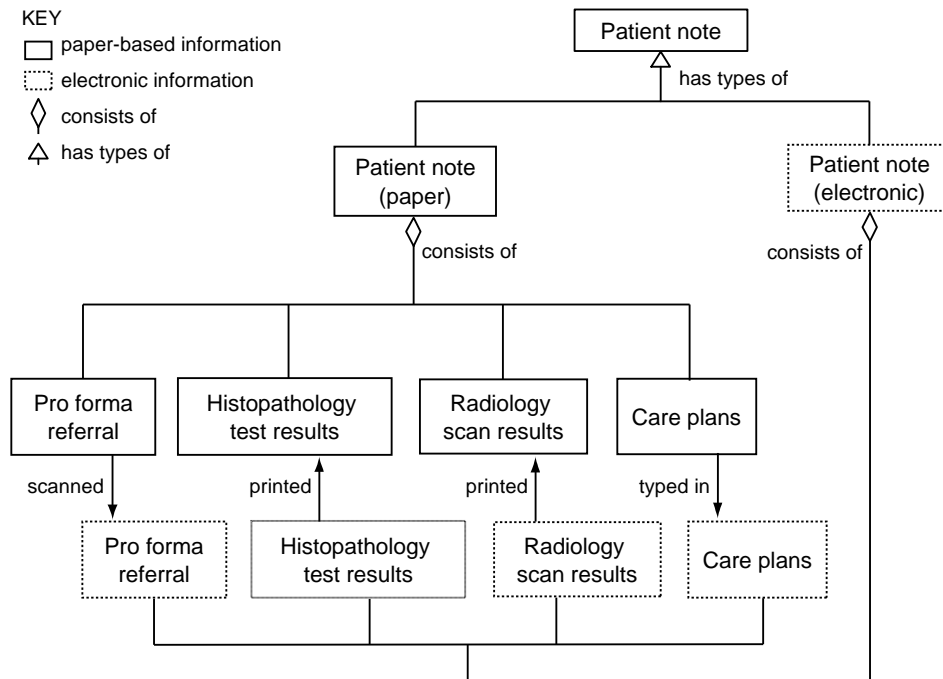 KEY
paper-based information
electronic information
consists of
has types of
Patient note
has types of
Patient note
(paper)
Patient note
(electronic)
consists of
consists of
Pro forma
referral
Histopathology
test results
Radiology
scan results
Care plans
scanned
printed
printed
typed in
Pro forma
referral
Histopathology
test results
Radiology
scan results
Care plans